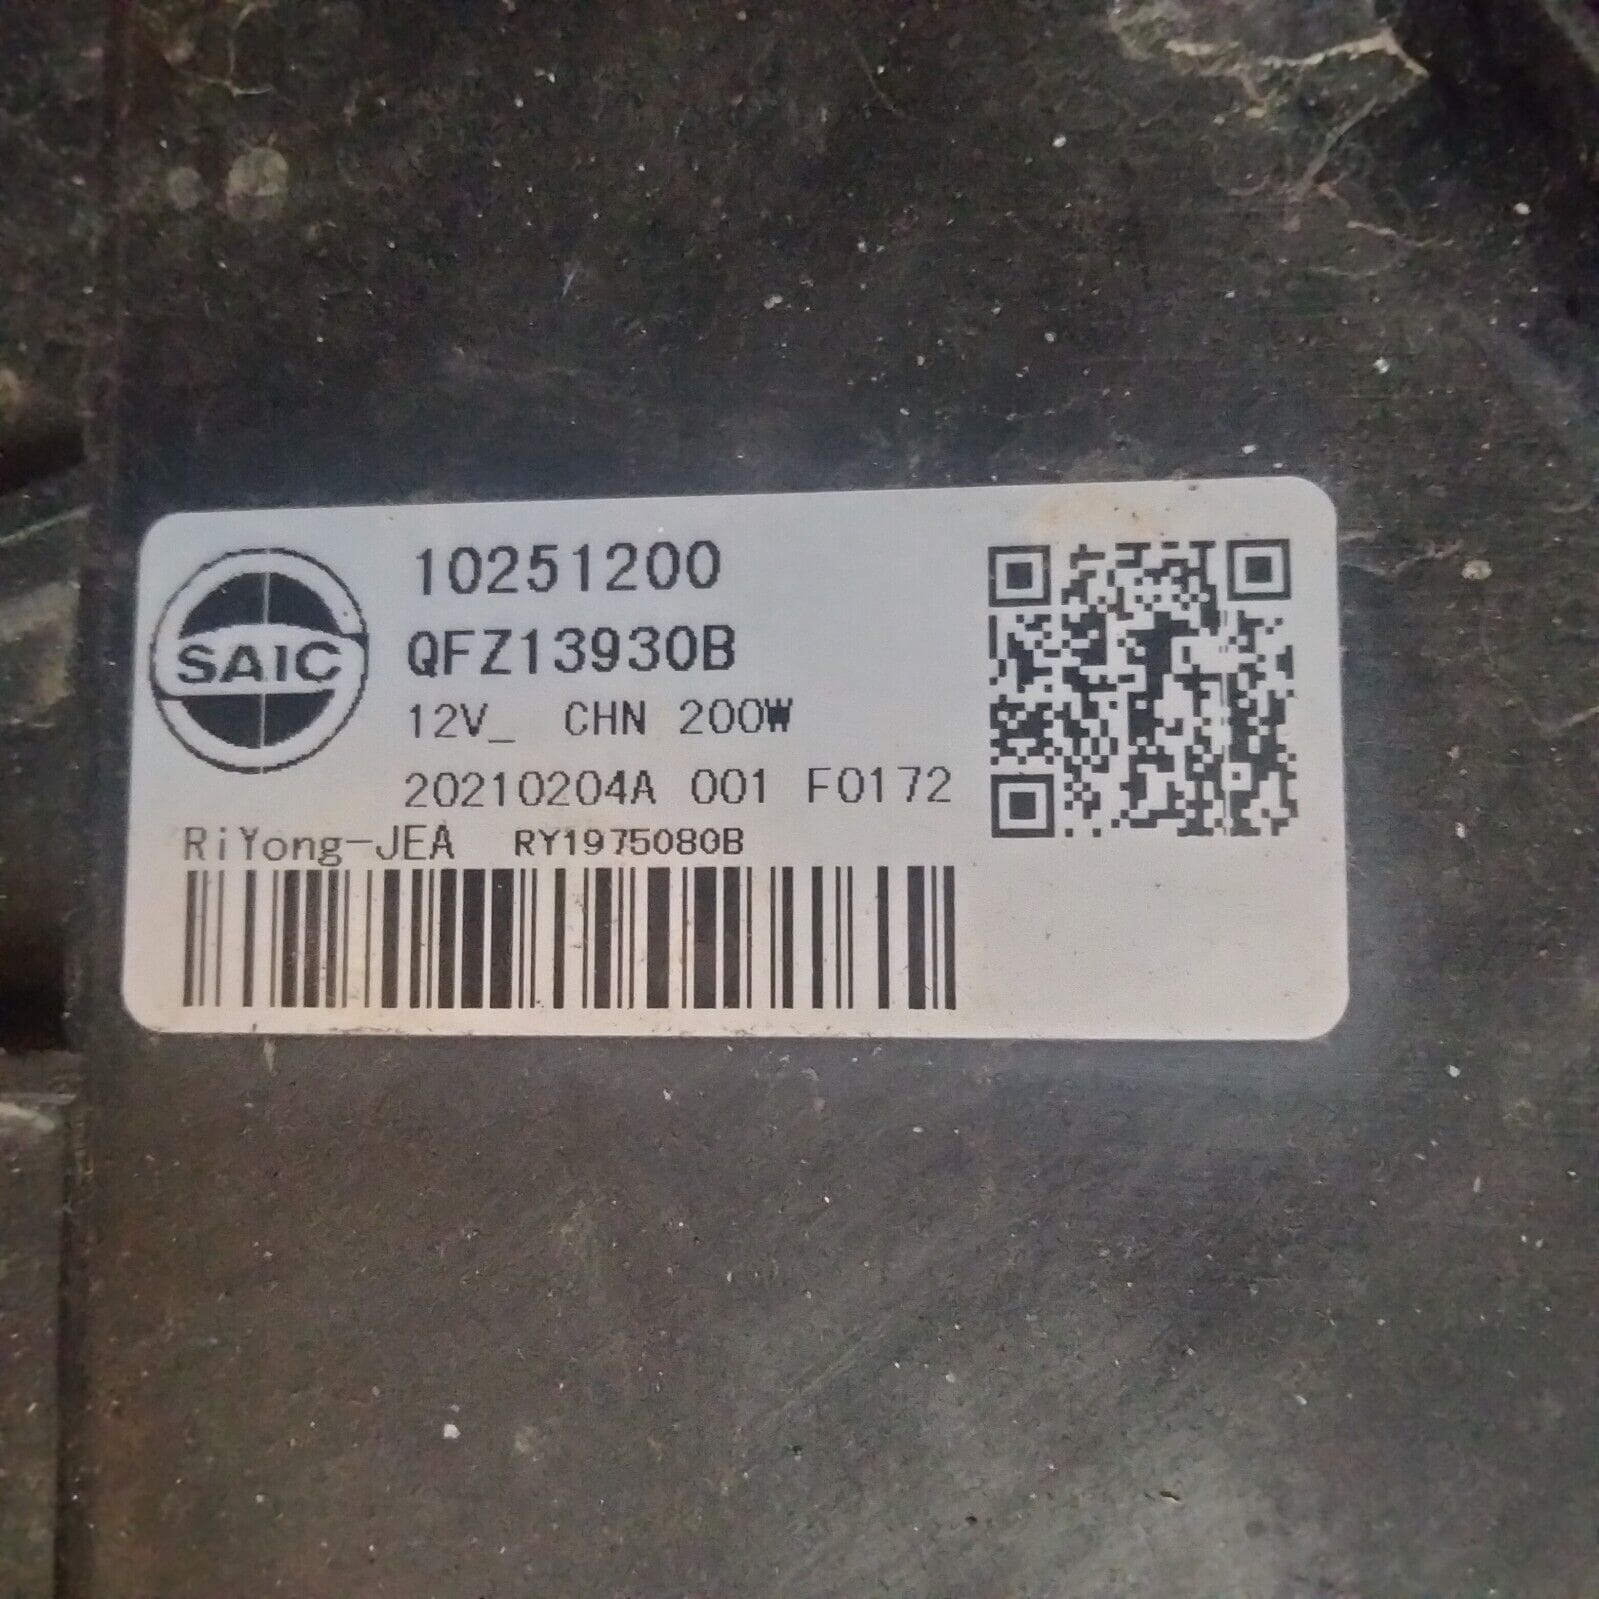 SAIC
10251200
QFZ13930B
12V_ CHN 200W
20210204A 001 F0172
RiYong-JEA RY1975080B